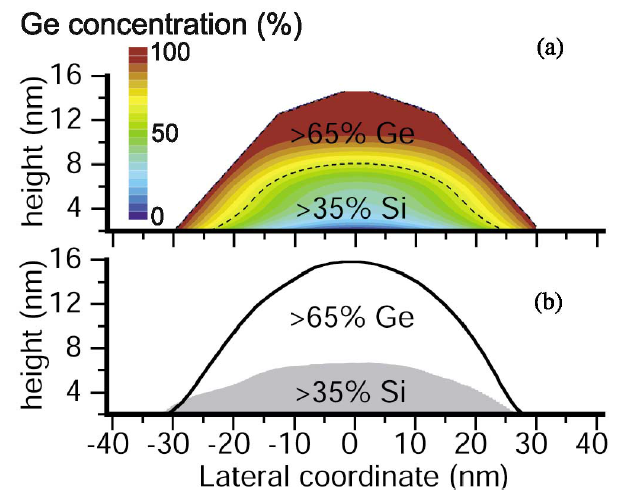 Ge concentration (%)
(a)
100
50
0
16
12
8
4
height (nm)
>65% Ge
>35% Si
16
12
8
4
height (nm)
(b)
>65% Ge
>35% Si
-40 -30 -20 -10 0 10 20 30 40
Lateral coordinate (nm)